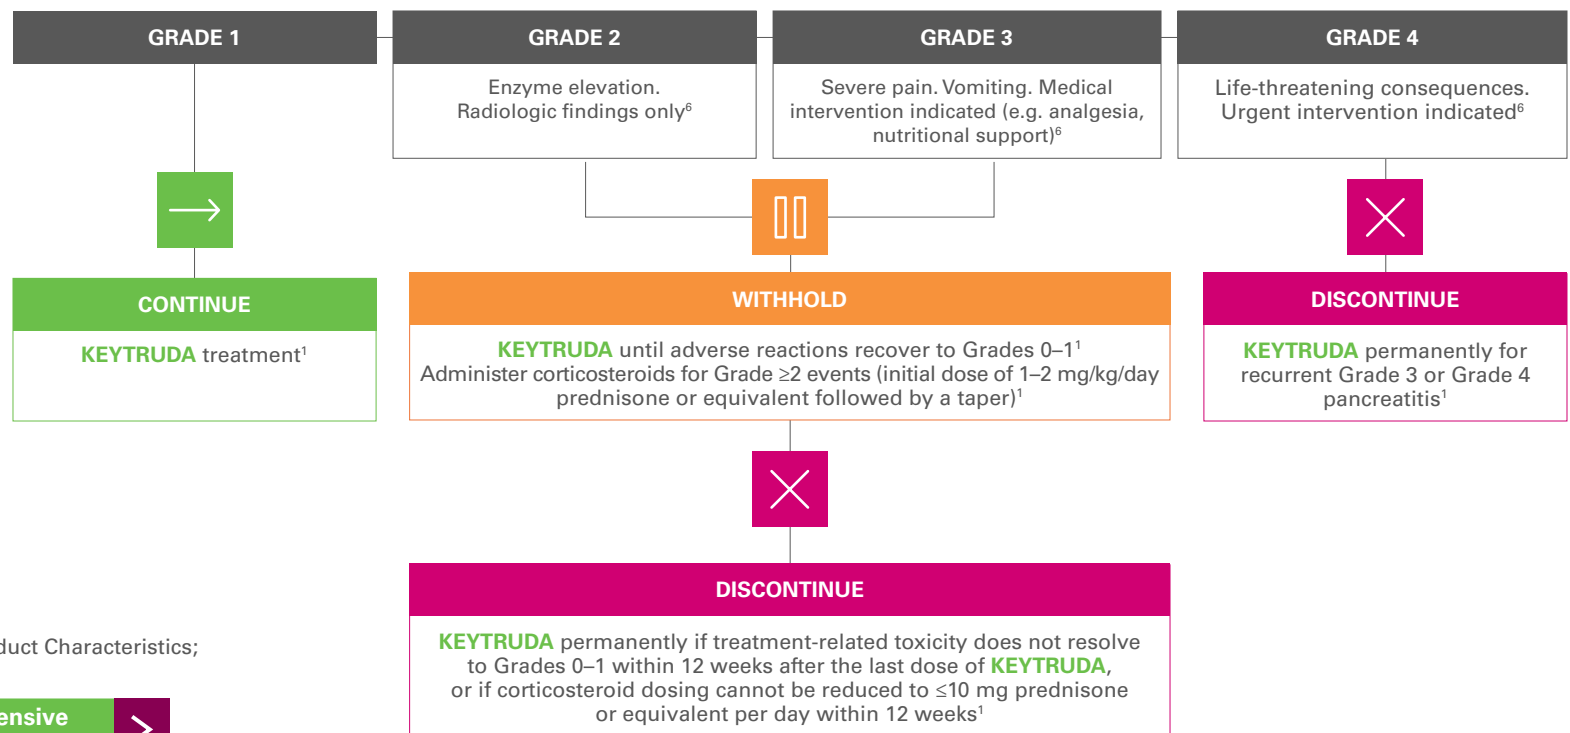 GRADE 1
GRADE 2
GRADE 3
GRADE 4
Enzyme elevation.
Radiologic findings only⁶
Severe pain. Vomiting. Medical
intervention indicated (e.g. analgesia,
nutritional support)⁶
Life-threatening consequences.
Urgent intervention indicated⁶
CONTINUE
KEYTRUDA treatment¹
WITHHOLD
KEYTRUDA until adverse reactions recover to Grades 0–1¹
Administer corticosteroids for Grade ≥2 events (initial dose of 1–2 mg/kg/day
prednisone or equivalent followed by a taper)¹
DISCONTINUE
KEYTRUDA permanently for
recurrent Grade 3 or Grade 4
pancreatitis¹
DISCONTINUE
KEYTRUDA permanently if treatment-related toxicity does not resolve
to Grades 0–1 within 12 weeks after the last dose of KEYTRUDA,
or if corticosteroid dosing cannot be reduced to ≤10 mg prednisone
or equivalent per day within 12 weeks¹
duct Characteristics;
ensive